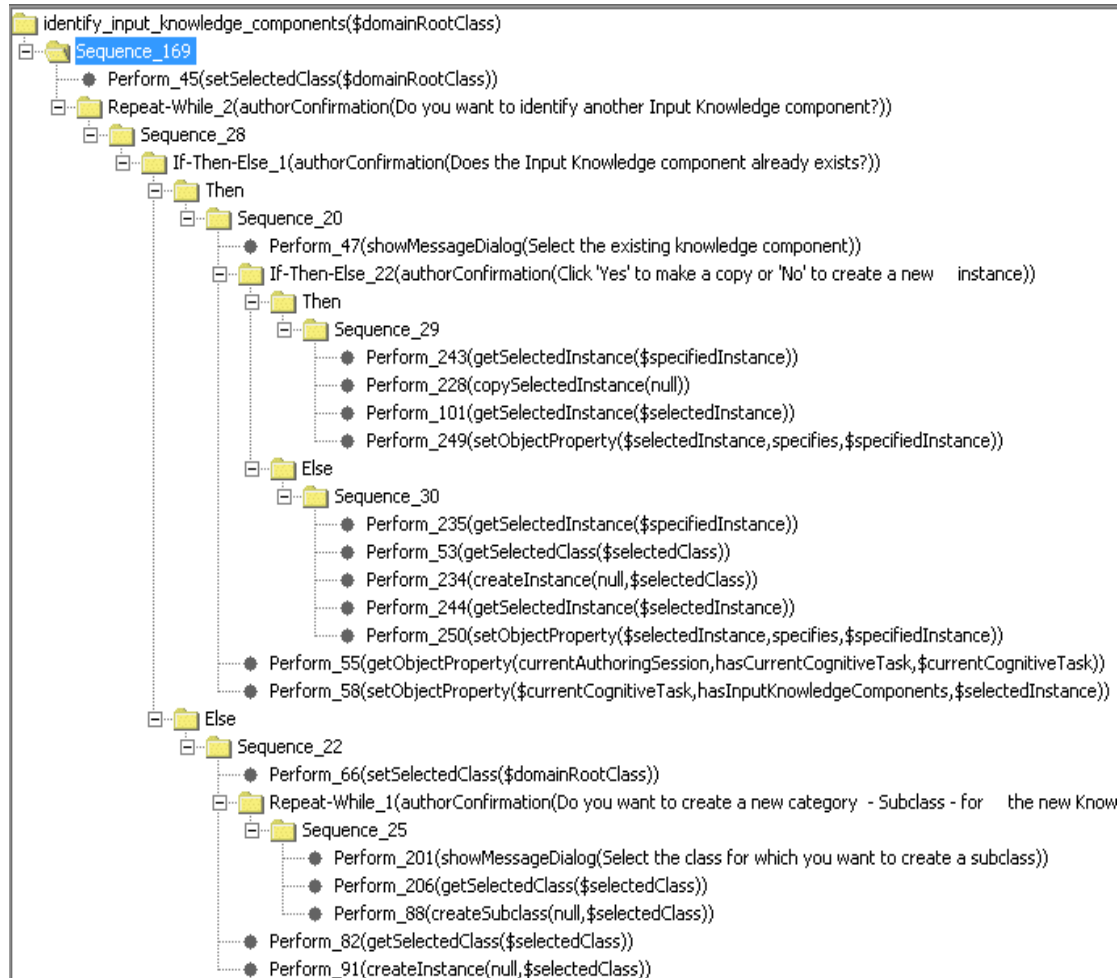 identify_input_knowledge_components($domainRootClass)
Sequence_169
Perform_45(setSelectedClass($domainRootClass))
Repeat-While_2(authorConfirmation(Do you want to identify another Input Knowledge component?))
Sequence_28
If-Then-Else_1(authorConfirmation(Does the Input Knowledge component already exists?))
Then
Sequence_20
Perform_47(showMessageDialog(Select the existing knowledge component))
If-Then-Else_22(authorConfirmation(Click 'Yes' to make a copy or 'No' to create a new instance))
Then
Sequence_29
Perform_243(getSelectedInstance($specifiedInstance))
Perform_228(copySelectedInstance(null))
Perform_101(getSelectedInstance($selectedInstance))
Perform_249(setObjectProperty($selectedInstance,specifies,$specifiedInstance))
Else
Sequence_30
Perform_235(getSelectedInstance($specifiedInstance))
Perform_53(getSelectedClass($selectedClass))
Perform_234(createInstance(null,$selectedClass))
Perform_244(getSelectedInstance($selectedInstance))
Perform_250(setObjectProperty($selectedInstance,specifies,$specifiedInstance))
Perform_55(getObjectProperty(currentAuthoringSession,hasCurrentCognitiveTask,$currentCognitiveTask))
Perform_58(setObjectProperty($currentCognitiveTask,hasInputKnowledgeComponents,$selectedInstance))
Else
Sequence_22
Perform_66(setSelectedClass($domainRootClass))
Repeat-While_1(authorConfirmation(Do you want to create a new category - Subclass - for the new Know
Sequence_25
Perform_201(showMessageDialog(Select the class for which you want to create a subclass))
Perform_206(getSelectedClass($selectedClass))
Perform_88(createSubclass(null,$selectedClass))
Perform_82(getSelectedClass($selectedClass))
Perform_91(createInstance(null,$selectedClass))